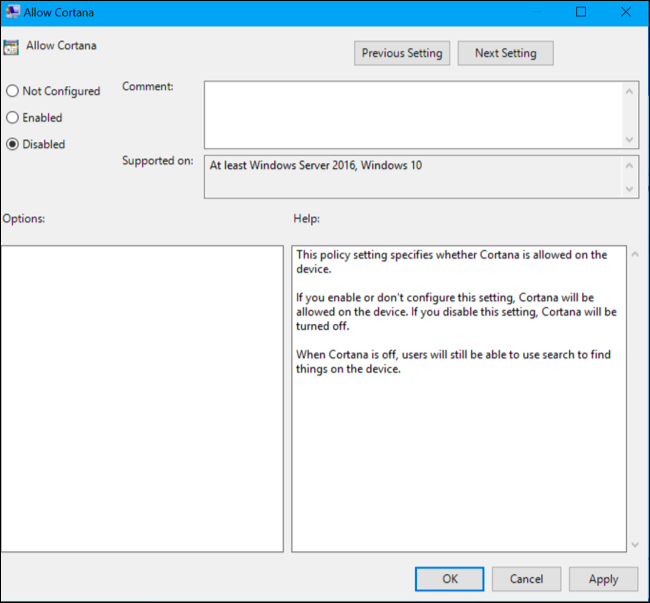 Allow Cortana
Allow Cortana
Previous Setting
Next Setting
Not Configured
Enabled
Disabled
Comment:
Supported on:
At least Windows Server 2016, Windows 10
Options:
Help:
This policy setting specifies whether Cortana is allowed on the
device.
If you enable or don't configure this setting, Cortana will be
allowed on the device. If you disable this setting, Cortana will be
turned off.
When Cortana is off, users will still be able to use search to find
things on the device.
OK
Cancel
Apply